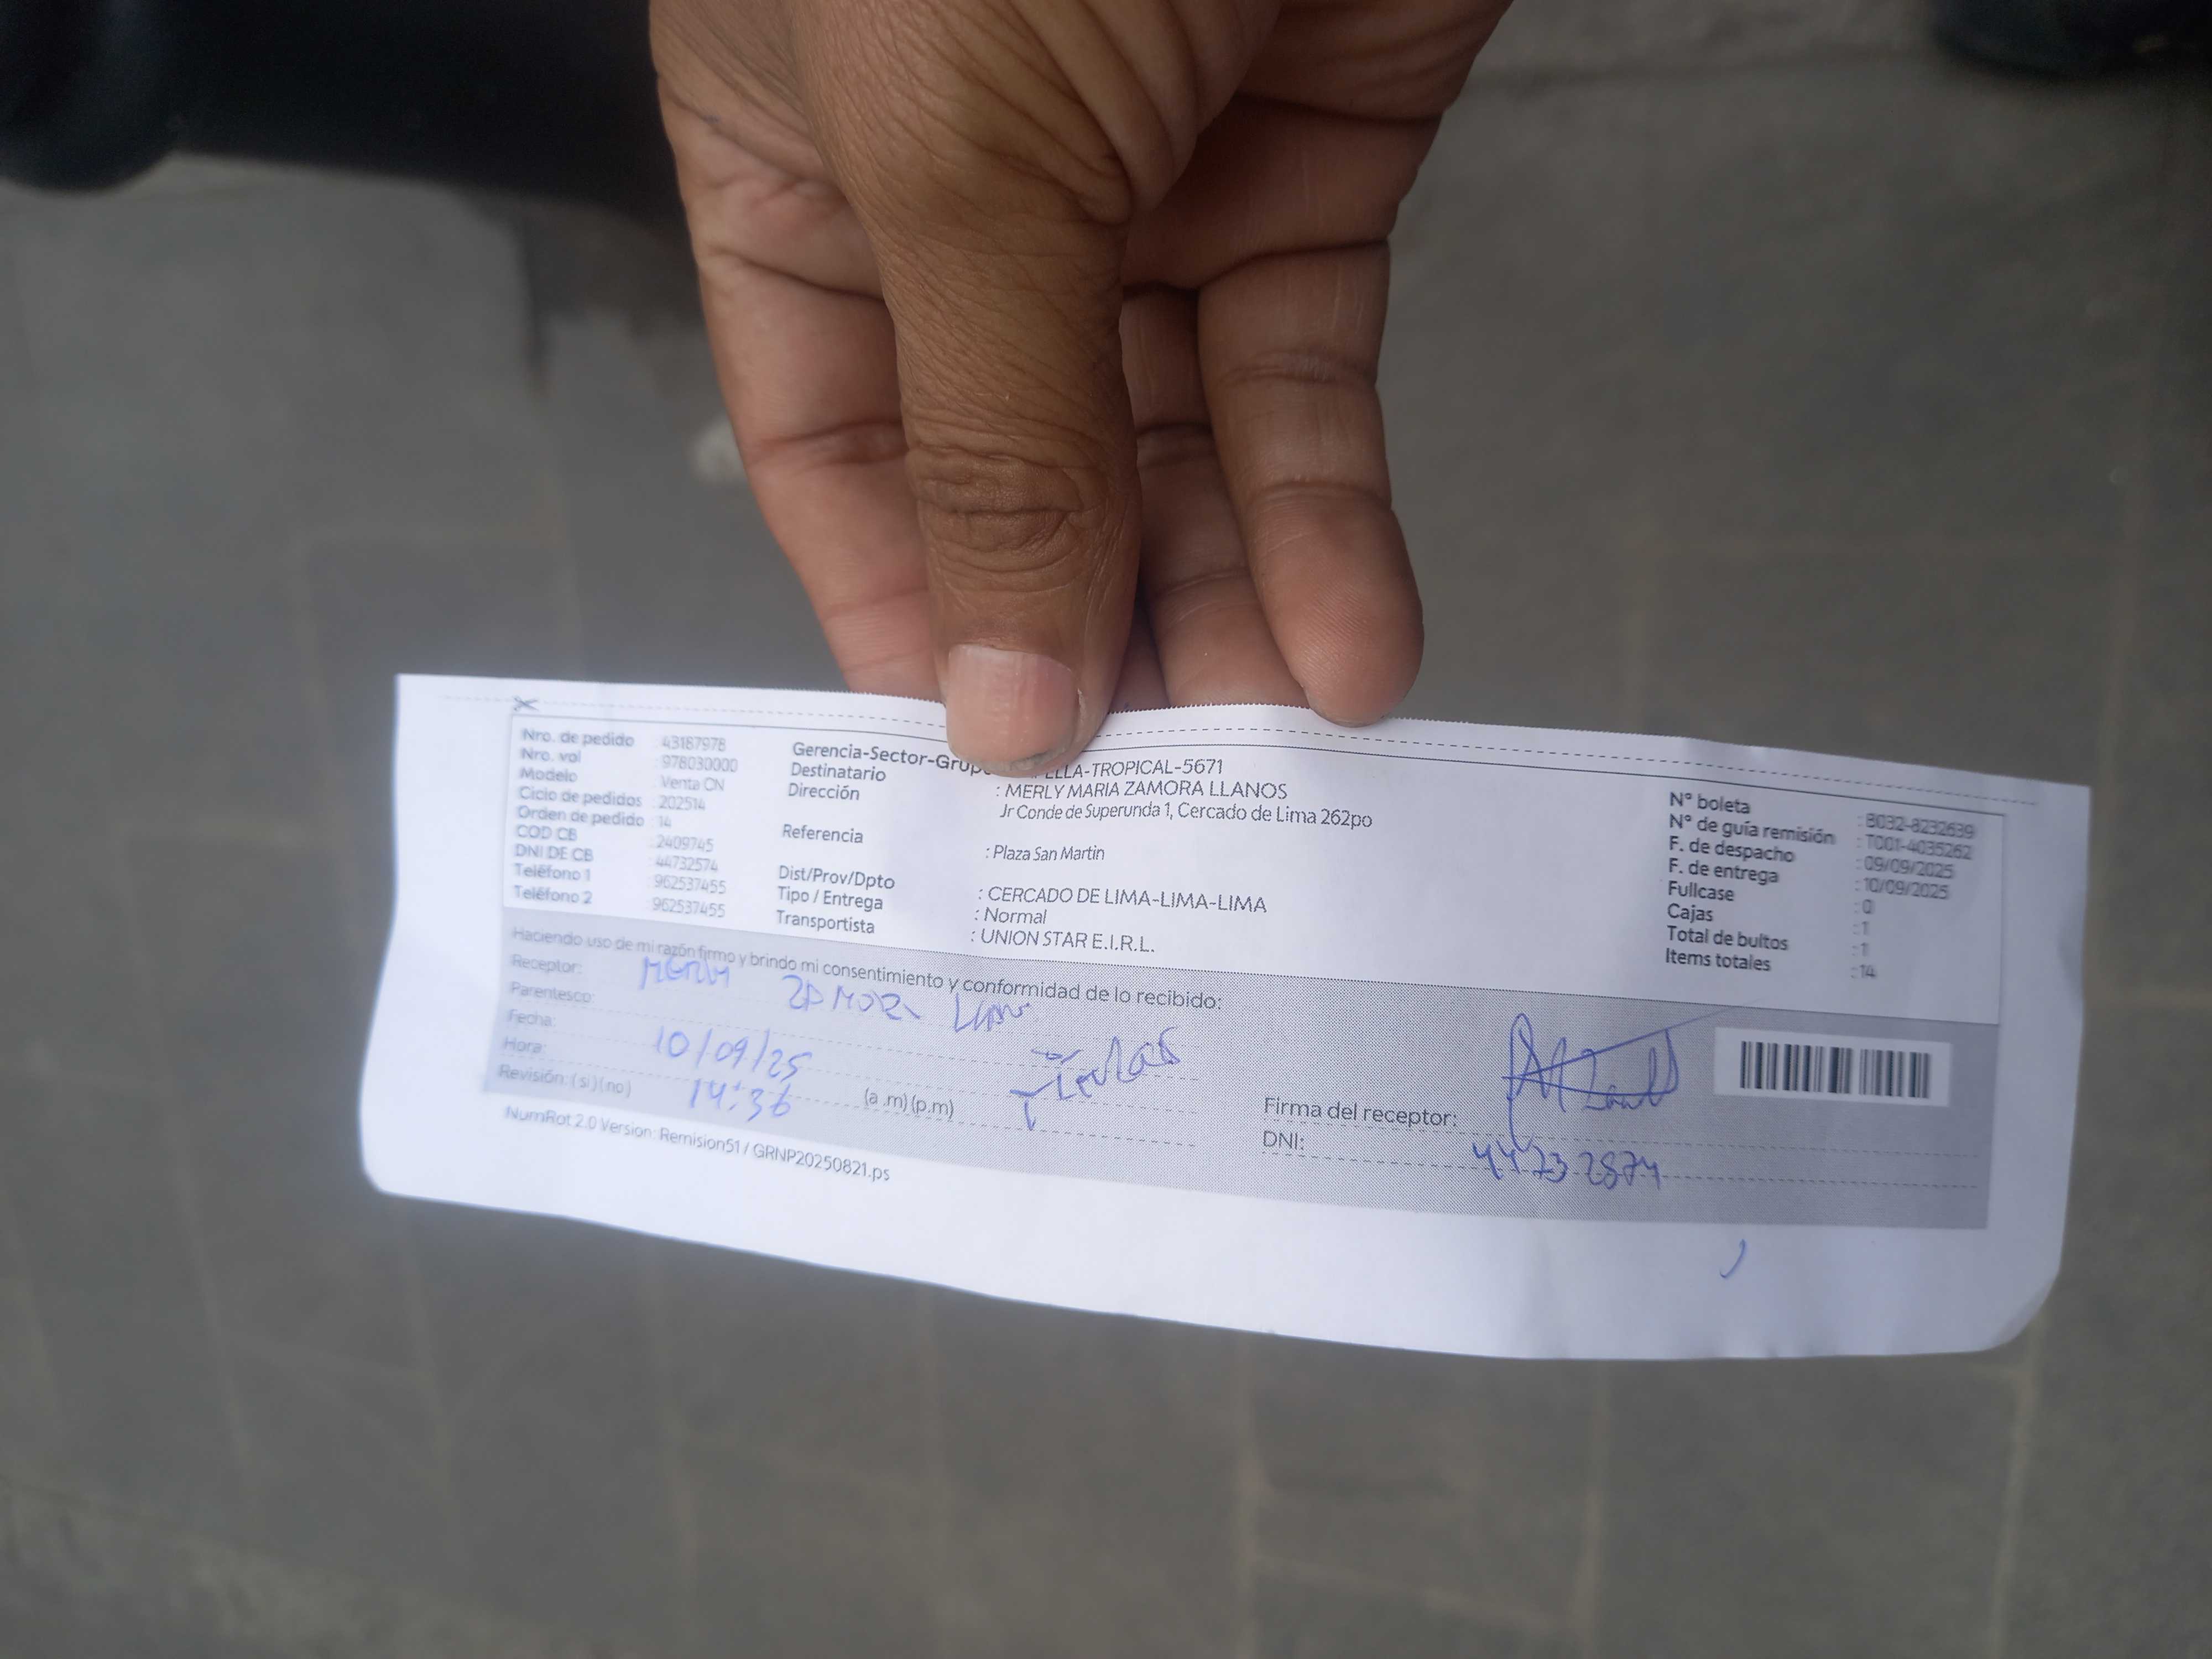 Nro. de pedido : 43187978
Nro. vol : 978030000
Modelo : Venta CN
Ciclo de pedidos : 202514
Orden de pedido : 14
COD CB : 2409745
DNI DE CB : 44732574
Teléfono 1 : 962537455
Teléfono 2 : 962537455
Gerencia-Sector-Grupo ELLA-TROPICAL-5671
Destinatario : MERLY MARIA ZAMORA LLANOS
Dirección Jr Conde de Superunda 1, Cercado de Lima 262po
Referencia : Plaza San Martin
Dist/Prov/Dpto : CERCADO DE LIMA-LIMA-LIMA
Tipo / Entrega : Normal
Transportista : UNION STAR E.I.R.L.
N° boleta : B032-8232639
N° de guía remisión : T001-4035262
F. de despacho : 09/09/2025
F. de entrega : 10/09/2025
Fullcase : 0
Cajas : 1
Total de bultos : 1
Items totales : 14
Haciendo uso de mi razón firmo y brindo mi consentimiento y conformidad de lo recibido:
Receptor: ZAMORA
Parentesco:
Fecha: 10/09/25
Hora: 14:36 (a.m)(p.m)
Revisión: (si)(no)
Firma del receptor:
DNI:
NumRot 2.0 Version: Remision51 / GRNP20250821.ps